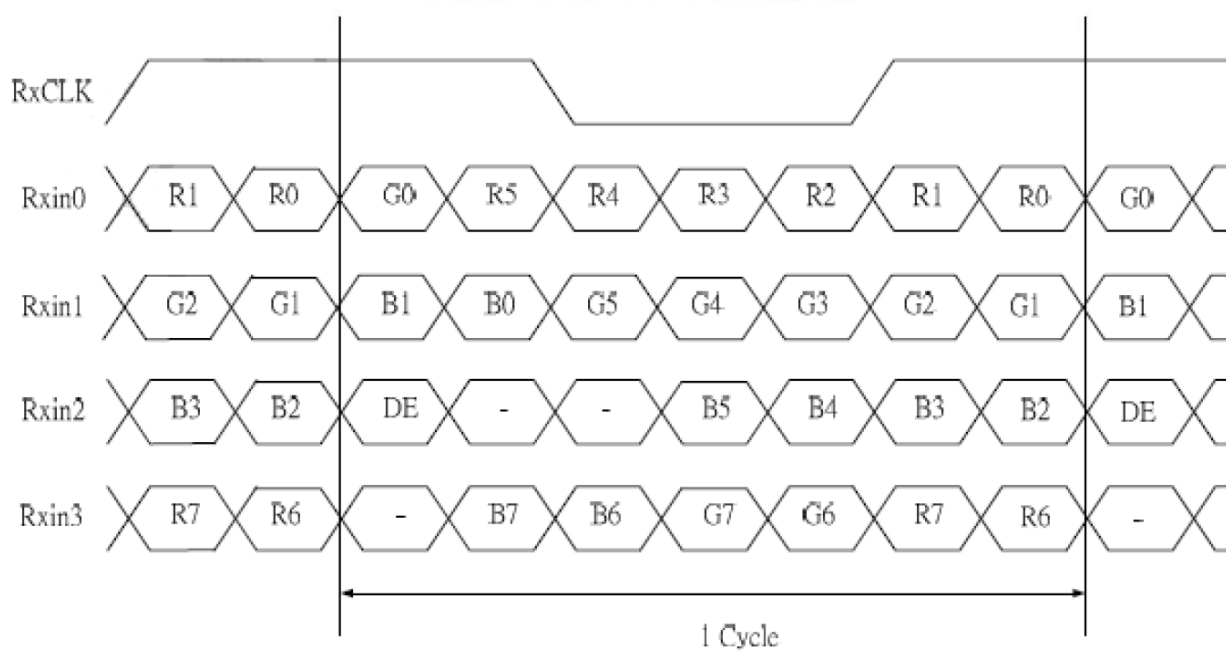 RxCLK
Rxin0 R1 R0 G0 R5 R4 R3 R2 R1 R0 G0
Rxin1 G2 G1 B1 B0 G5 G4 G3 G2 G1 B1
Rxin2 B3 B2 DE - - B5 B4 B3 B2 DE
Rxin3 R7 R6 - B7 B6 G7 G6 R7 R6 -
1 Cycle